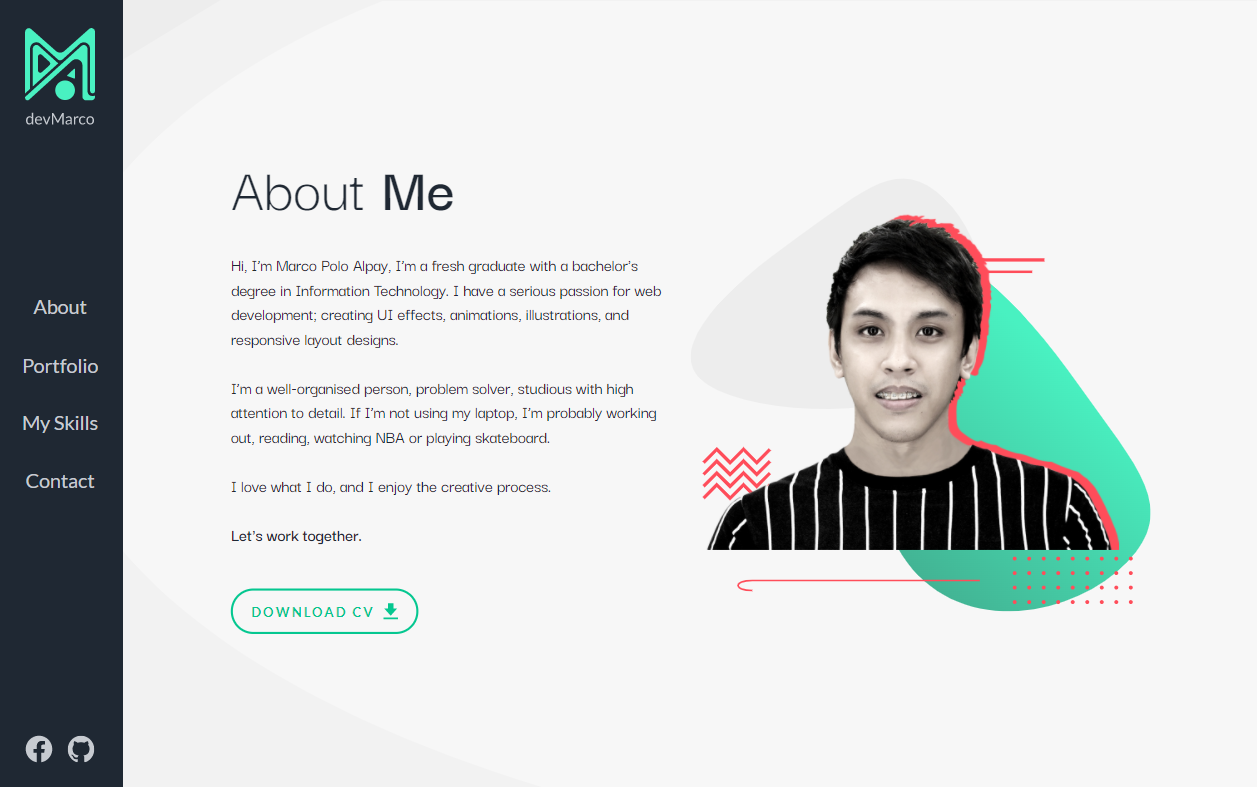 devMarco
About
Portfolio
My Skills
Contact
About Me
Hi, I'm Marco Polo Alpay, I'm a fresh graduate with a bachelor's
degree in Information Technology. I have a serious passion for web
development; creating UI effects, animations, illustrations, and
responsive layout designs.
I'm a well-organised person, problem solver, studious with high
attention to detail. If I'm not using my laptop, I'm probably working
out, reading, watching NBA or playing skateboard.
I love what I do, and I enjoy the creative process.
Let's work together.
DOWNLOAD CV